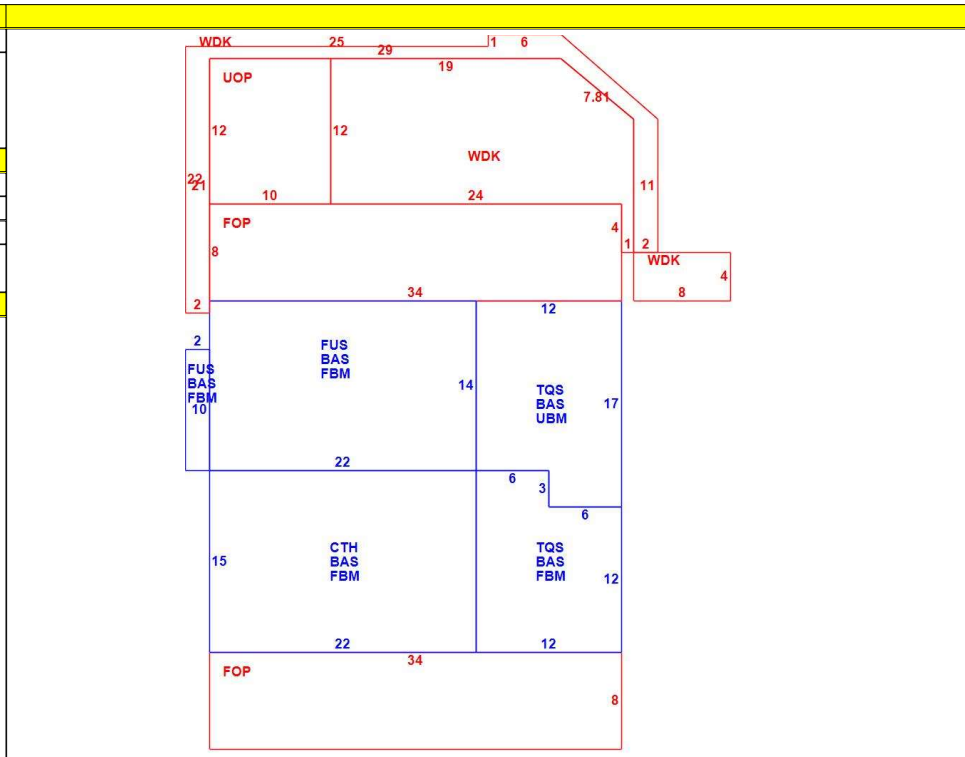 WDK 25 1 6
29
19
UOP
7.81
12 12
WDK
22
21 11
10 24
FOP 4
8 1 2
WDK
4
34 8
2 12
2
FUS
BAS
FBM
FUS
BAS
FBM
10
14
TQS
BAS
UBM
17
22
6 3
6
CTH
BAS
FBM
TQS
BAS
FBM
15
12
22 12
34
FOP
8